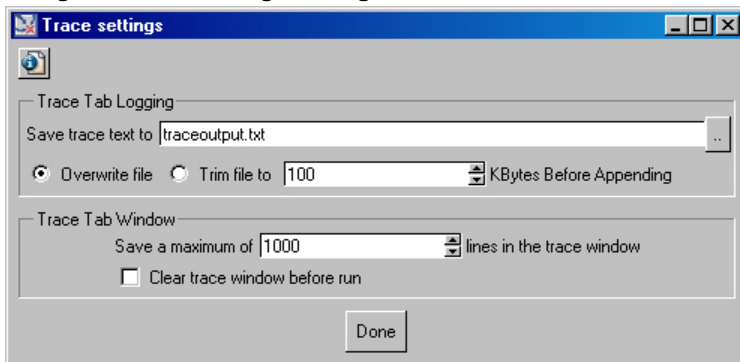 Trace settings
Trace Tab Logging
Save trace text to traceoutput.txt ..
Overwrite file Trim file to 100 KBytes Before Appending
Trace Tab Window
Save a maximum of 1000 lines in the trace window
Clear trace window before run
Done